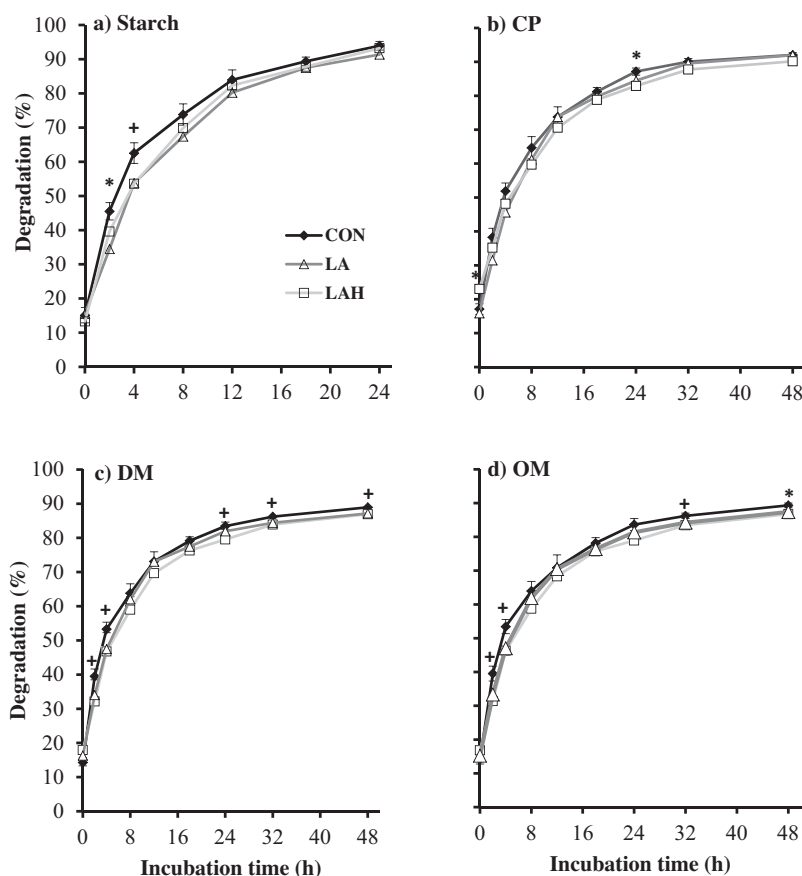 a) Starch
b) CP
Degradation (%)
100
90
80
70
60
50
40
30
20
10
0
*
+
CON
LA
LAH
*
*
0 4 8 12 16 20 24
0 8 16 24 32 40 48
c) DM
d) OM
Degradation (%)
100
90
80
70
60
50
40
30
20
10
0
+
+
+
+
+
+
+
+
*
0 8 16 24 32 40 48
0 8 16 24 32 40 48
Incubation time (h)
Incubation time (h)